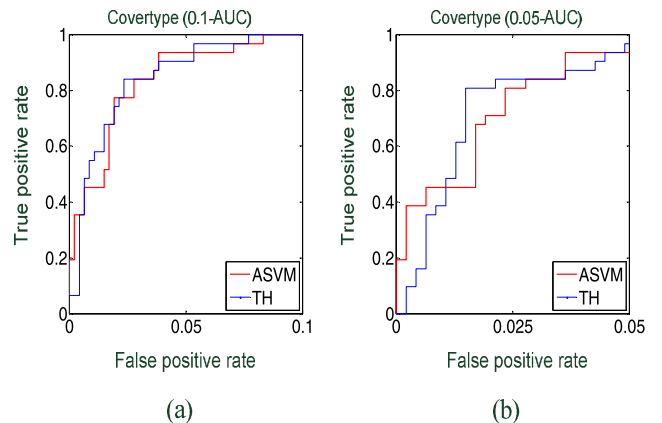 Covertype (0.1-AUC)
True positive rate
1
0.8
0.6
0.4
0.2
0
0
0.05
0.1
ASVM
TH
False positive rate
(a)
Covertype (0.05-AUC)
True positive rate
1
0.8
0.6
0.4
0.2
0
0
0.025
0.05
ASVM
TH
False positive rate
(b)